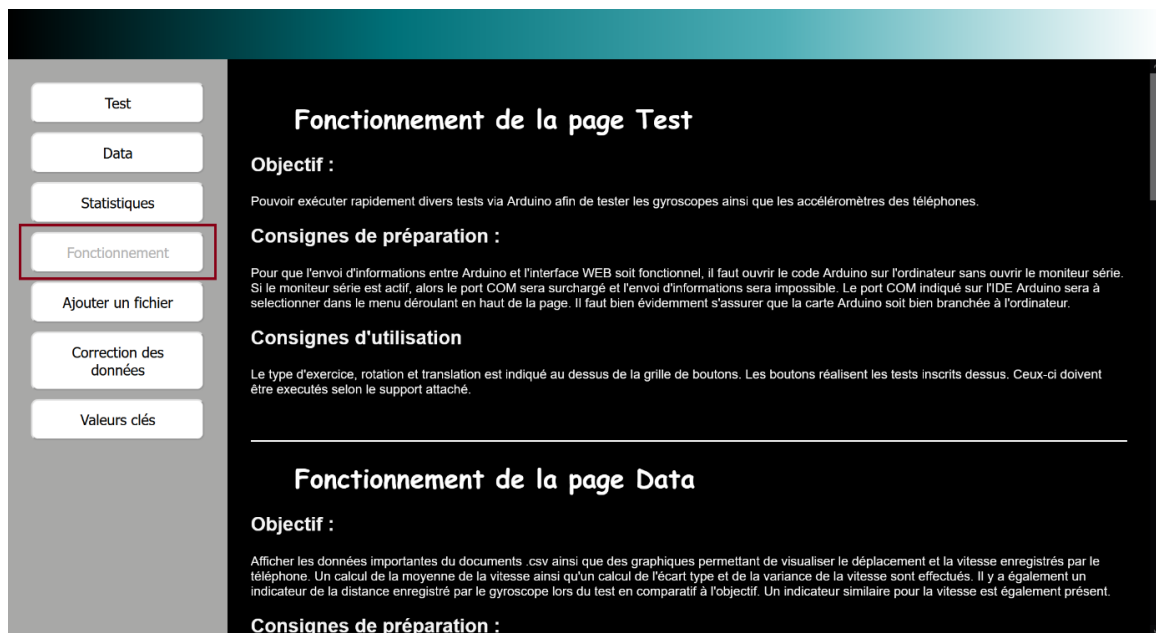 Test
Data
Statistiques
Fonctionnement
Ajouter un fichier
Correction des
données
Valeurs clés
Fonctionnement de la page Test
Objectif :
Pouvoir exécuter rapidement divers tests via Arduino afin de tester les gyroscopes ainsi que les accéléromètres des téléphones.
Consignes de préparation :
Pour que l'envoi d'informations entre Arduino et l'interface WEB soit fonctionnel, il faut ouvrir le code Arduino sur l'ordinateur sans ouvrir le moniteur série.
Si le moniteur série est actif, alors le port COM sera surchargé et l'envoi d'informations sera impossible. Le port COM indiqué sur l'IDE Arduino sera à
selectionner dans le menu déroulant en haut de la page. Il faut bien évidemment s'assurer que la carte Arduino soit bien branchée à l'ordinateur.
Consignes d'utilisation
Le type d'exercice, rotation et translation est indiqué au dessus de la grille de boutons. Les boutons réalisent les tests inscrits dessus. Ceux-ci doivent
être executés selon le support attaché.
Fonctionnement de la page Data
Objectif :
Afficher les données importantes du documents .csv ainsi que des graphiques permettant de visualiser le déplacement et la vitesse enregistrés par le
téléphone. Un calcul de la moyenne de la vitesse ainsi qu'un calcul de l'écart type et de la variance de la vitesse sont effectués. Il y a également un
indicateur de la distance enregistré par le gyroscope lors du test en comparatif à l'objectif. Un indicateur similaire pour la vitesse est également présent.
Consignes de préparation :